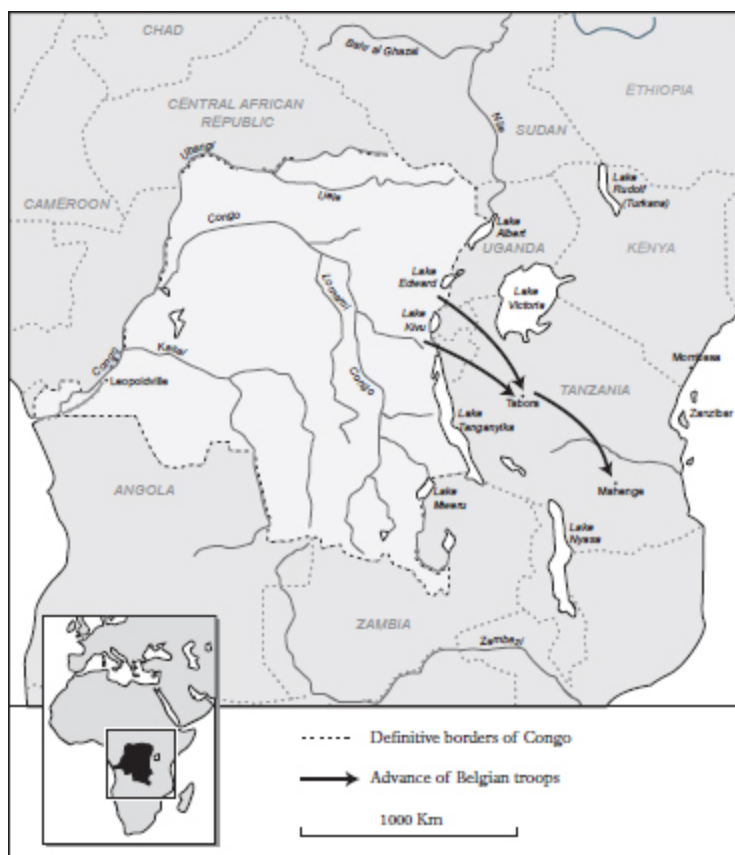 CHAD
Bahr al Ghazal
ETHIOPIA
CENTRAL AFRICAN
REPUBLIC
Nile
SUDAN
Ubangi
Lake
Rudolf
(Turkana)
Uele
CAMEROON
Congo
Lake
Albert
UGANDA
KENYA
Lake
Edward
Lomami
Lake
Victoria
Lake
Kivu
Congo
Kasai
Mombasa
Leopoldville
Congo
TANZANIA
Tabora
Zanzibar
Lake
Tanganyika
Mahenge
ANGOLA
Lake
Mweru
Lake
Nyasa
ZAMBIA
Zambezi
Definitive borders of Congo
Advance of Belgian troops
1000 Km